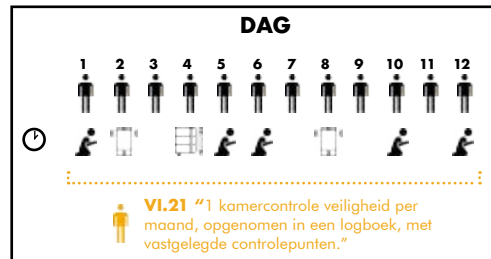 DAG
1 2 3 4 5 6 7 8 9 10 11 12
VI.21 “1 kamercontrole veiligheid per
maand, opgenomen in een logboek, met
vastgelegde controlepunten.”